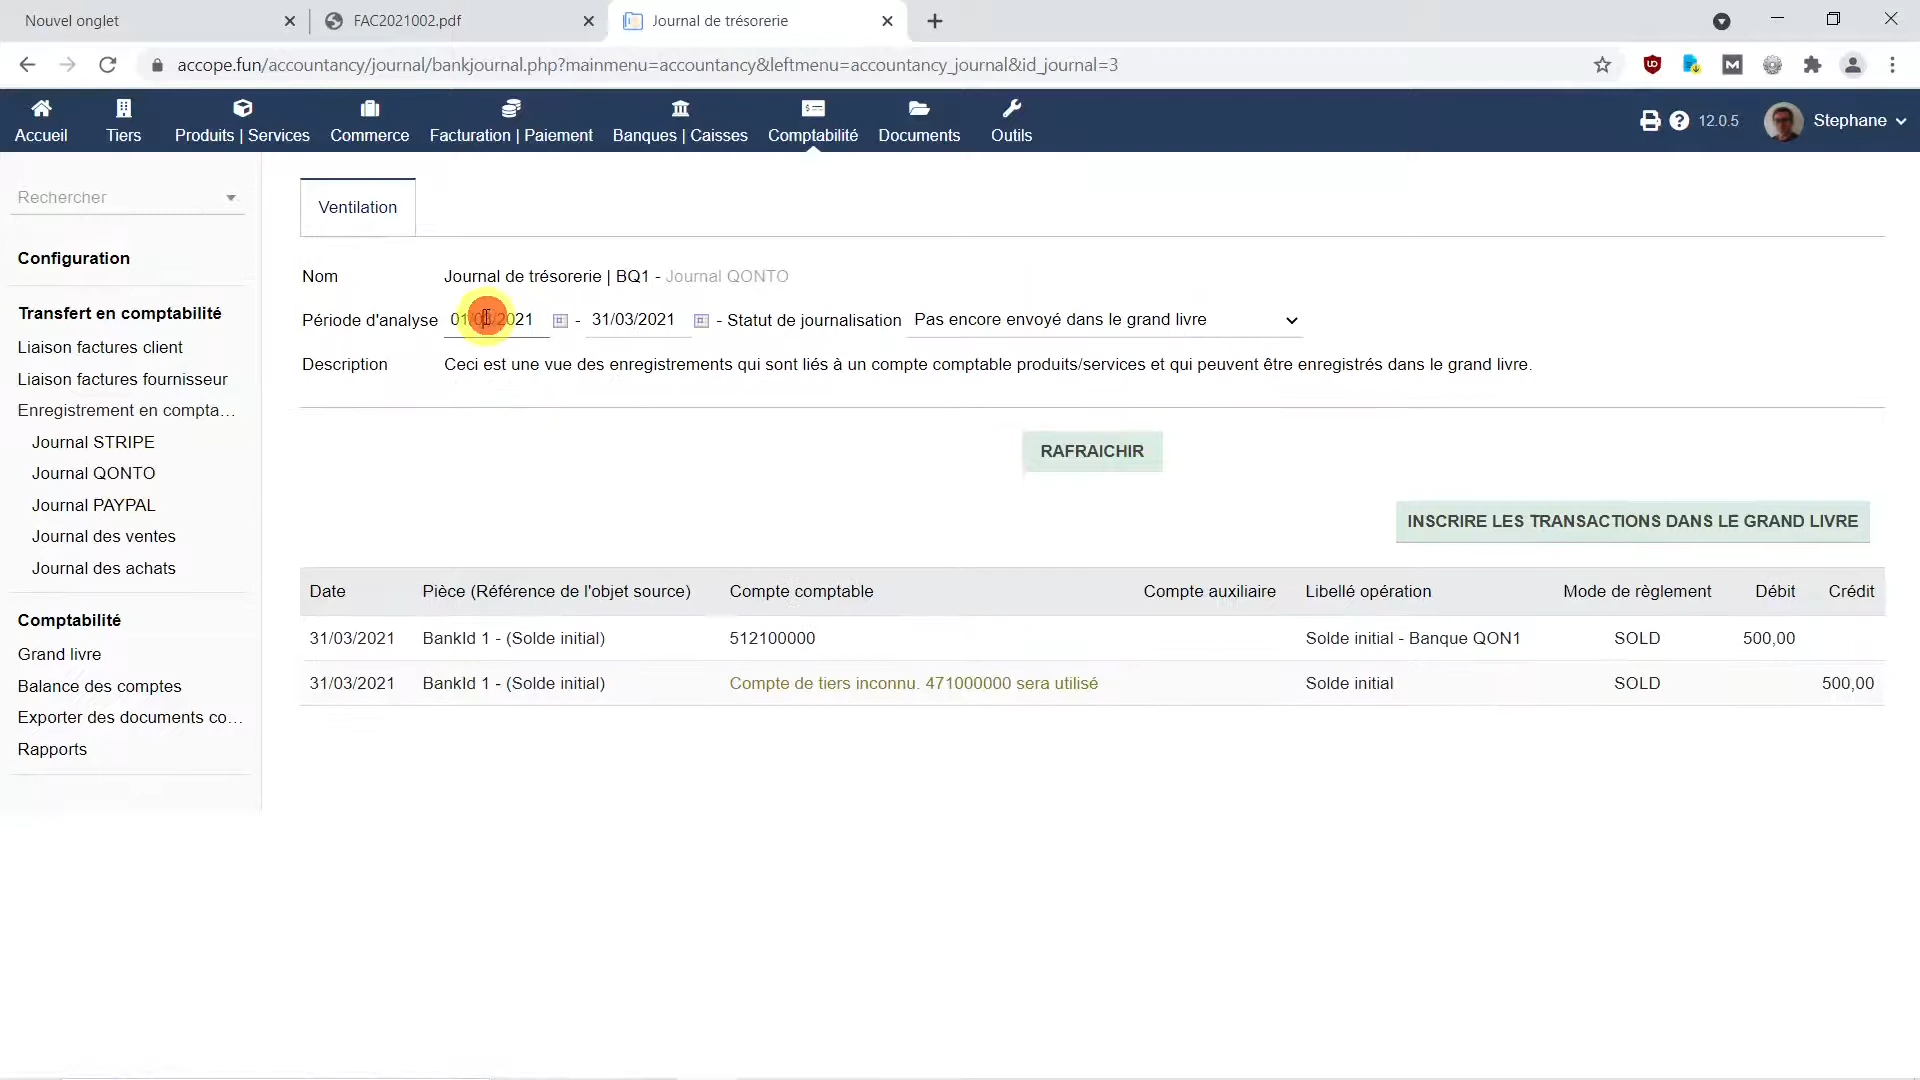 Nouvel onglet
FAC2021002.pdf
Journal de trésorerie
accope.fun/accountancy/journal/bankjournal.php?mainmenu=accountancy&leftmenu=accountancy_journal&id_journal=3
Accueil
Tiers
Produits | Services
Commerce
Facturation | Paiement
Banques | Caisses
Comptabilité
Documents
Outils
12.0.5
Stephane
Rechercher
Configuration
Transfert en comptabilité
Liaison factures client
Liaison factures fournisseur
Enregistrement en compta...
Journal STRIPE
Journal QONTO
Journal PAYPAL
Journal des ventes
Journal des achats
Comptabilité
Grand livre
Balance des comptes
Exporter des documents co...
Rapports
Ventilation
Nom Journal de trésorerie | BQ1 - Journal QONTO
Période d'analyse 01/03/2021 - 31/03/2021 - Statut de journalisation Pas encore envoyé dans le grand livre
Description Ceci est une vue des enregistrements qui sont liés à un compte comptable produits/services et qui peuvent être enregistrés dans le grand livre.
RAFRAICHIR
INSCRIRE LES TRANSACTIONS DANS LE GRAND LIVRE
Date Pièce (Référence de l'objet source) Compte comptable Compte auxiliaire Libellé opération Mode de règlement Débit Crédit
31/03/2021 BankId 1 - (Solde initial) 512100000 Solde initial - Banque QON1 SOLD 500,00
31/03/2021 BankId 1 - (Solde initial) Compte de tiers inconnu. 471000000 sera utilisé Solde initial SOLD 500,00